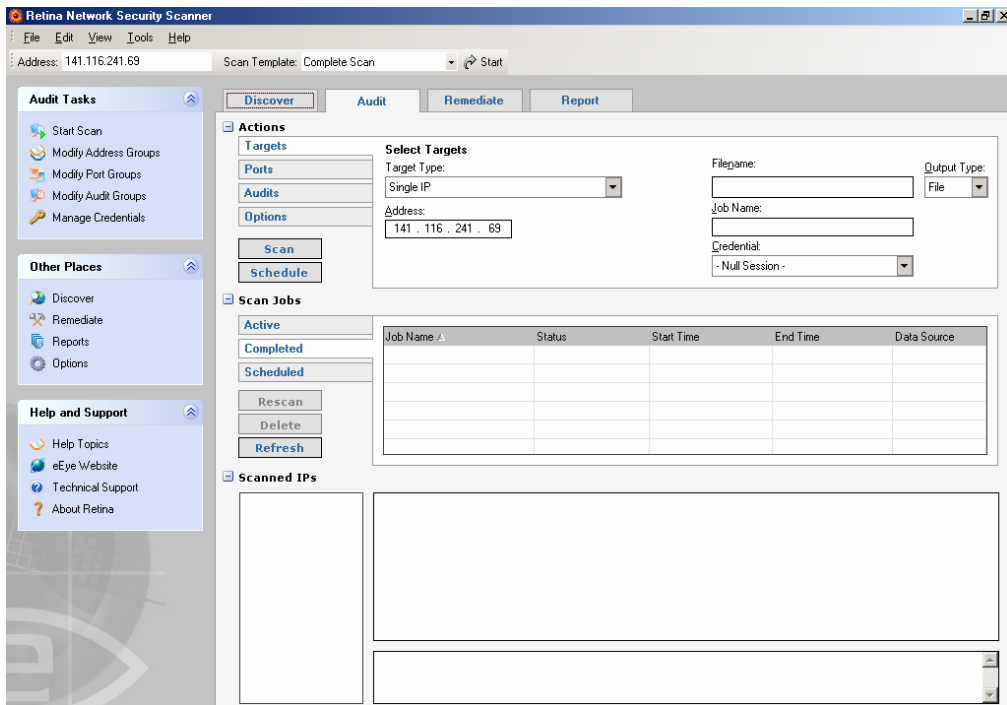 Retina Network Security Scanner
File Edit View Tools Help
Address: 141.116.241.69 Scan Template: Complete Scan Start
Audit Tasks
Start Scan
Modify Address Groups
Modify Port Groups
Modify Audit Groups
Manage Credentials
Other Places
Discover
Remediate
Reports
Options
Help and Support
Help Topics
eEye Website
Technical Support
About Retina
Discover Audit Remediate Report
Actions
Targets
Ports
Audits
Options
Scan
Schedule
Select Targets
Target Type:
Single IP
Address:
141 . 116 . 241 . 69
Filename:
Output Type:
File
Job Name:
Credential:
- Null Session -
Scan Jobs
Active
Completed
Scheduled
Rescan
Delete
Refresh
Job Name Status Start Time End Time Data Source
Scanned IPs